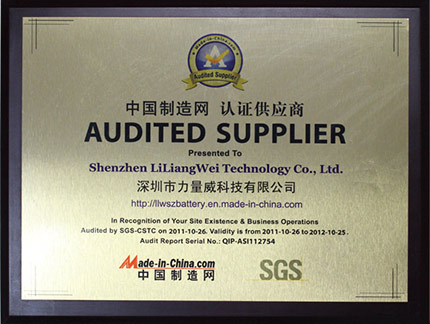 Made-in-China.com
Audited Supplier
中国制造网 认证供应商
AUDITED SUPPLIER
Presented To
Shenzhen LiLiangWei Technology Co., Ltd.
深圳市力量威科技有限公司
http://llwszbattery.en.made-in-china.com
In Recognition of Your Site Existence & Business Operations
Audited by SGS-CSTC on 2011-10-26. Validity is from 2011-10-26 to 2012-10-25.
Audit Report Serial No.: QIP-ASI112754
Made-in-China.com
中国制造网
SGS